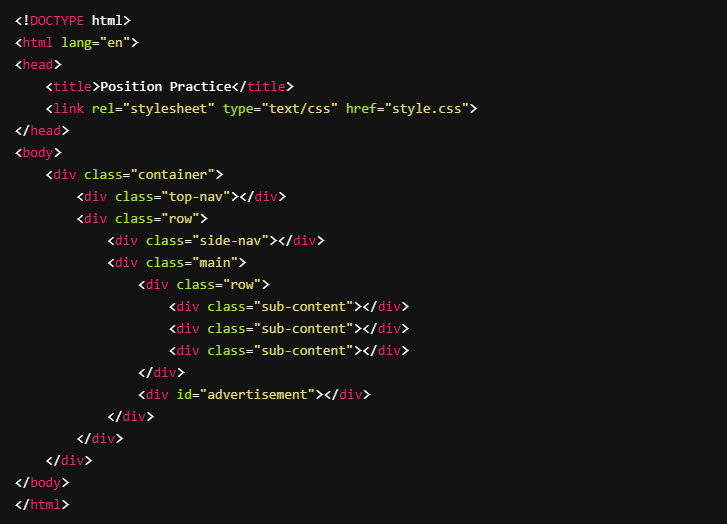 <!DOCTYPE html>
<html lang="en">
<head>
    <title>Position Practice</title>
    <link rel="stylesheet" type="text/css" href="style.css">
</head>
<body>
    <div class="container">
        <div class="top-nav"></div>
        <div class="row">
            <div class="side-nav"></div>
            <div class="main">
                <div class="row">
                    <div class="sub-content"></div>
                    <div class="sub-content"></div>
                    <div class="sub-content"></div>
                </div>
                <div id="advertisement"></div>
            </div>
        </div>
    </div>
</body>
</html>